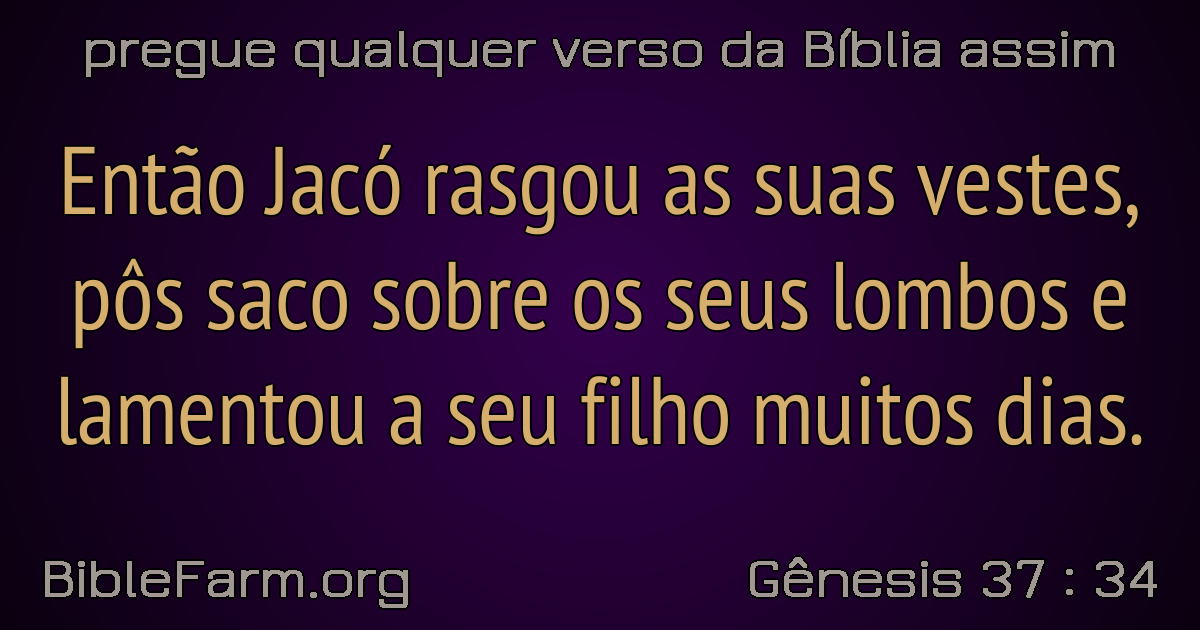 pregue qualquer verso da Bíblia assim
Então Jacó rasgou as suas vestes,
pôs saco sobre os seus lombos e
lamentou a seu filho muitos dias.
BibleFarm.org
Gênesis 37 : 34